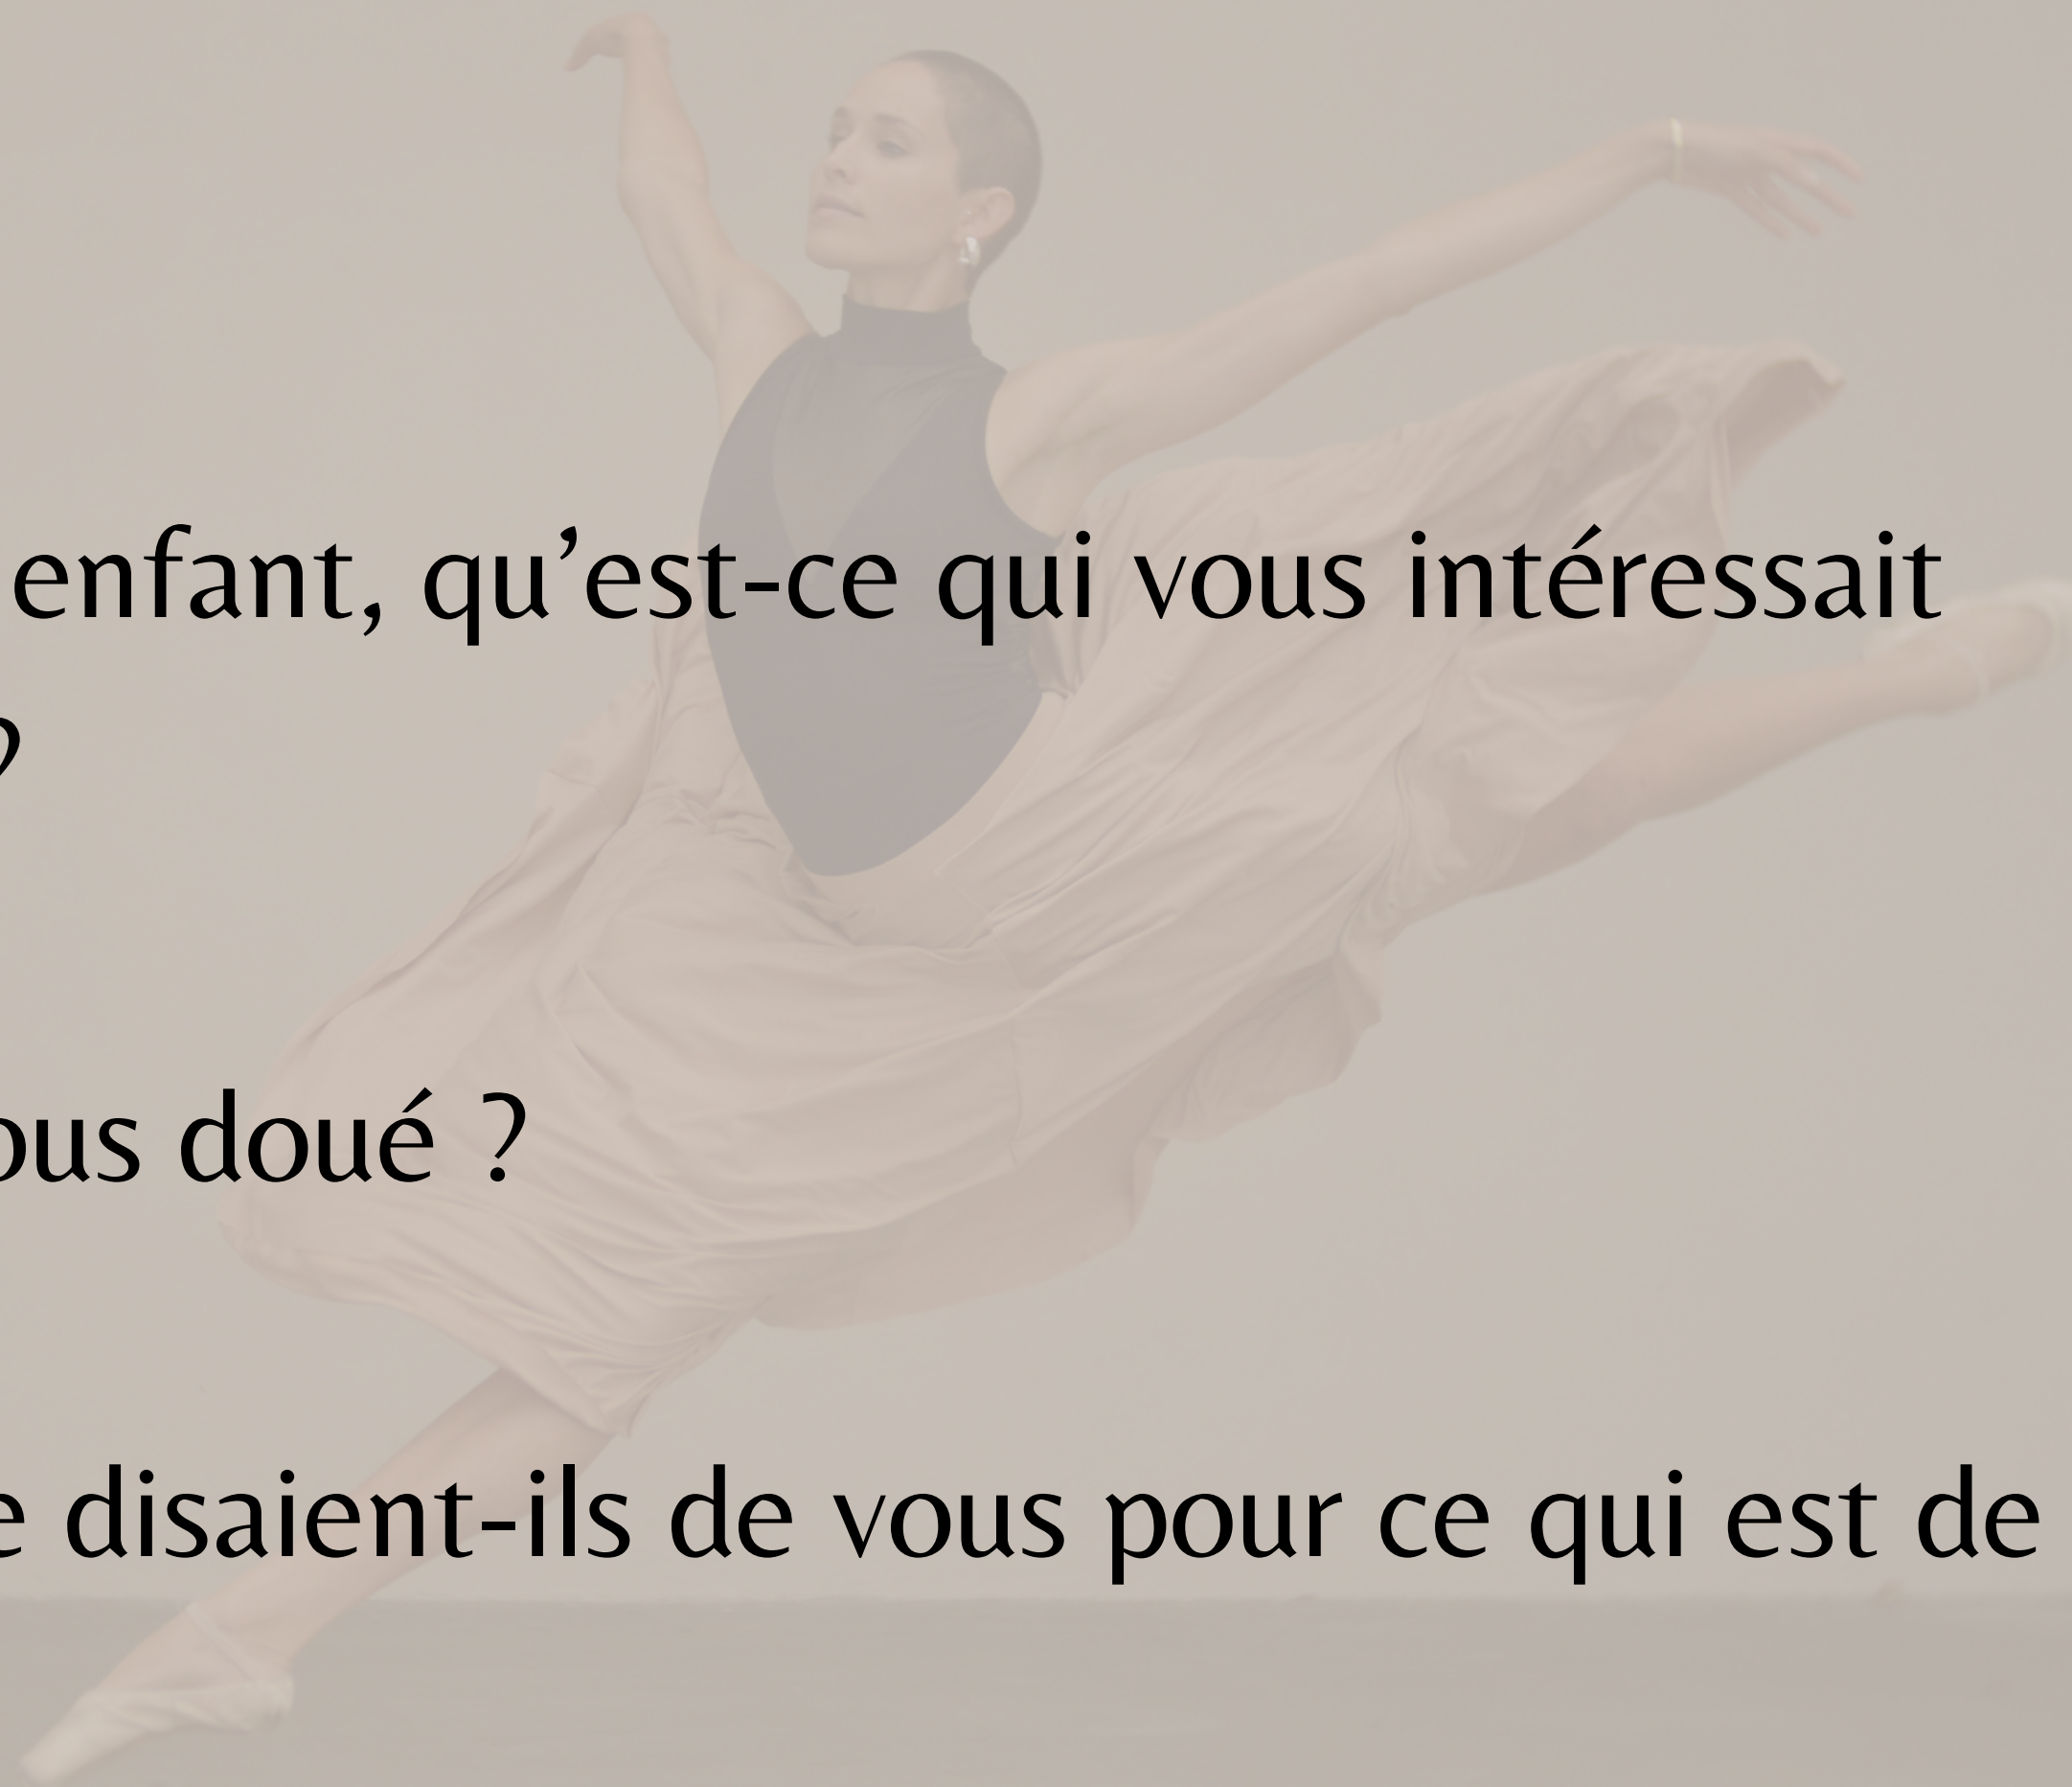 enfant, qu’est-ce qui vous intéressait
?
ous doué ?
e disaient-ils de vous pour ce qui est de